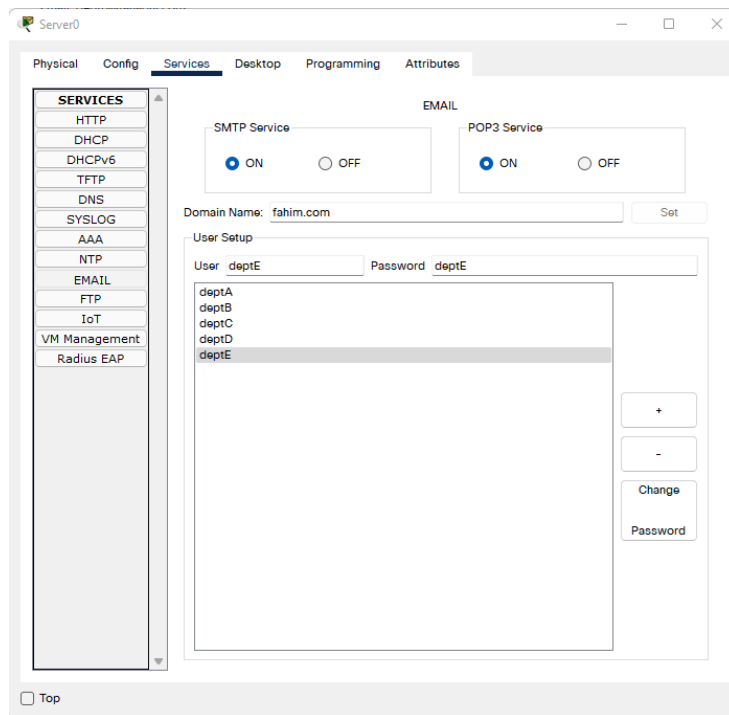 Server0
Physical Config Services Desktop Programming Attributes
SERVICES
HTTP
DHCP
DHCPv6
TFTP
DNS
SYSLOG
AAA
NTP
EMAIL
FTP
IoT
VM Management
Radius EAP
EMAIL
SMTP Service POP3 Service
ON OFF ON OFF
Domain Name: fahim.com Set
User Setup
User deptE Password deptE
deptA
deptB
deptC
deptD
deptE
+
-
Change
Password
Top